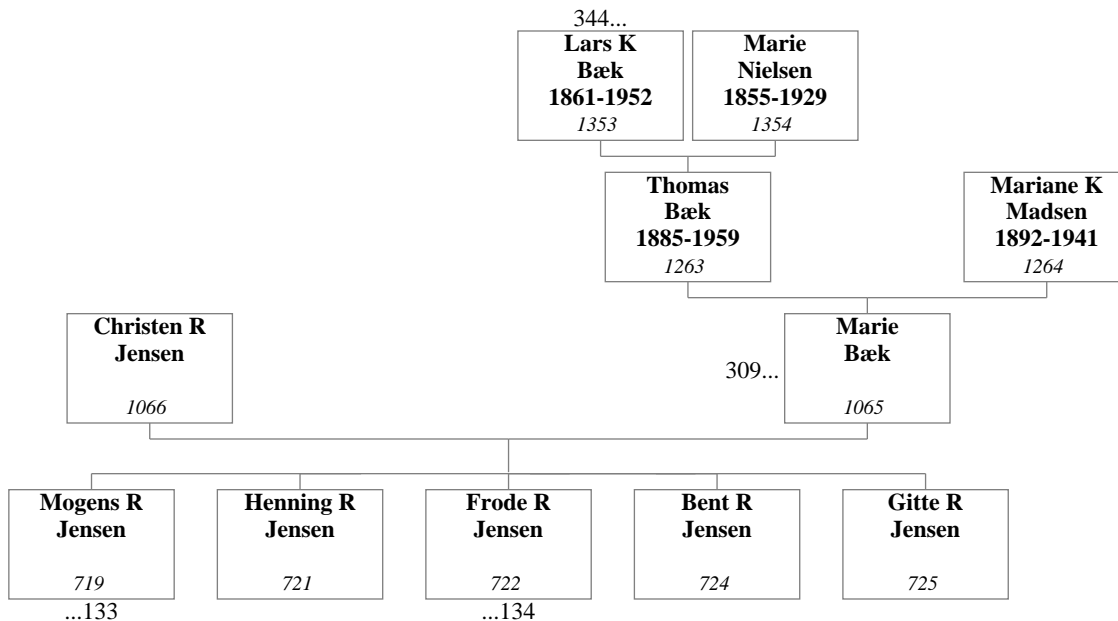 344...
Lars K
Bæk
1861-1952
1353
Marie
Nielsen
1855-1929
1354
Thomas
Bæk
1885-1959
1263
Mariane K
Madsen
1892-1941
1264
Christen R
Jensen
1066
309...
Marie
Bæk
1065
Mogens R
Jensen
719
...133
Henning R
Jensen
721
Frode R
Jensen
722
...134
Bent R
Jensen
724
Gitte R
Jensen
725